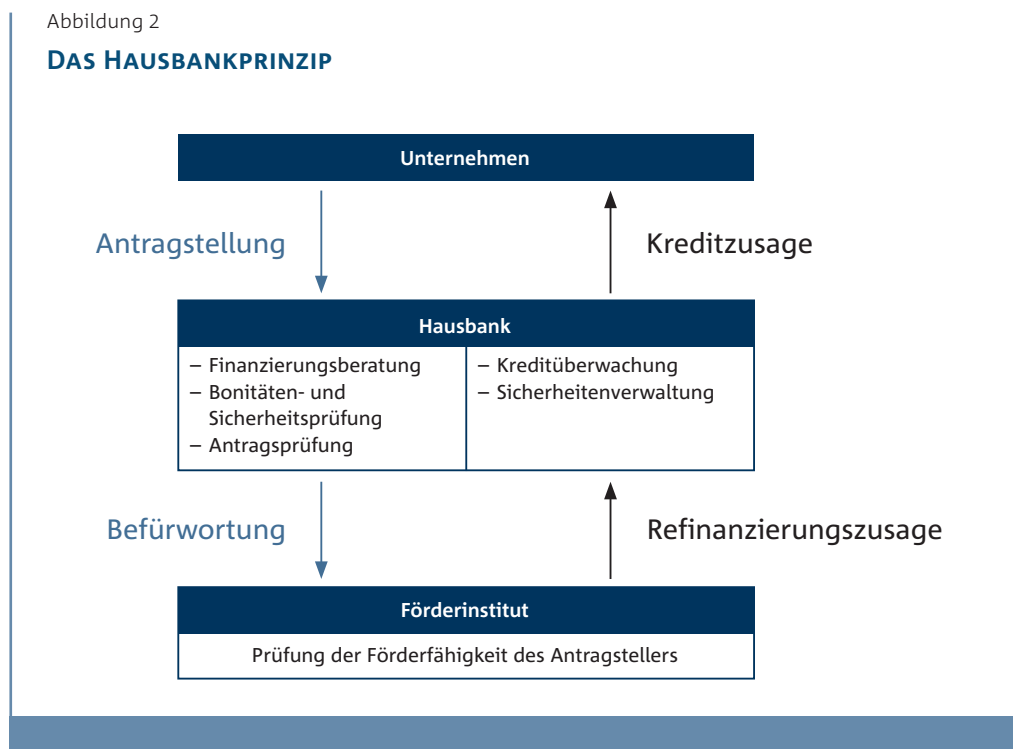 Abbildung 2
Das Hausbankprinzip
Unternehmen
Antragstellung
Kreditzusage
Hausbank
– Finanzierungsberatung
– Bonitäten- und
Sicherheitsprüfung
– Antragsprüfung
– Kreditüberwachung
– Sicherheitenverwaltung
Befürwortung
Refinanzierungszusage
Förderinstitut
Prüfung der Förderfähigkeit des Antragstellers